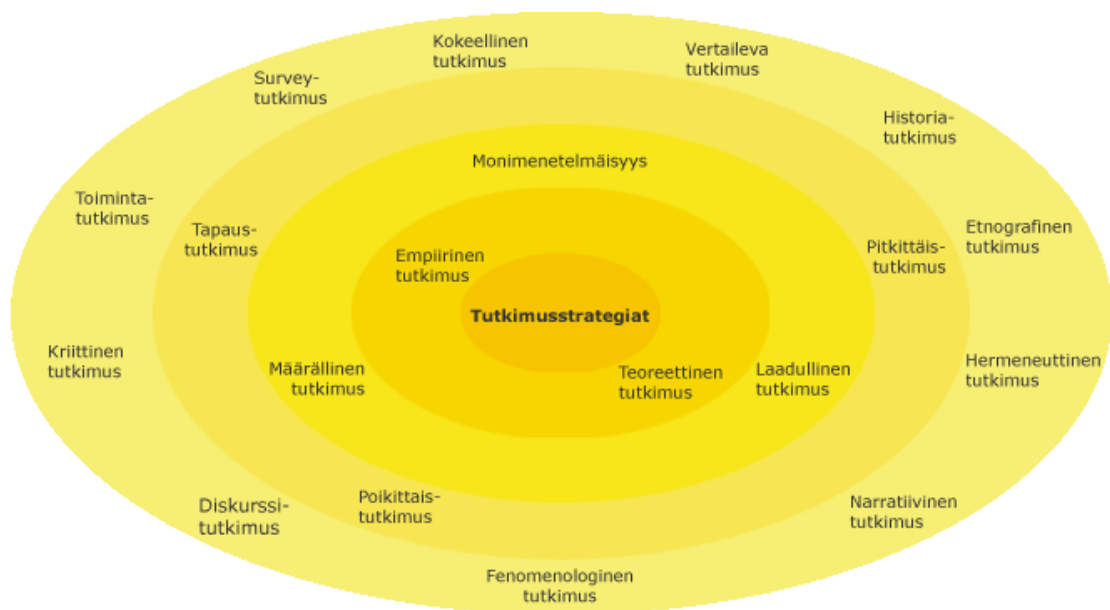 Kokeellinen
tutkimus
Vertaileva
tutkimus
Survey-
tutkimus
Historia-
tutkimus
Monimenetelmäisyys
Toiminta-
tutkimus
Tapaus-
tutkimus
Etnografinen
tutkimus
Pitkittäis-
tutkimus
Empiirinen
tutkimus
Tutkimusstrategiat
Kriittinen
tutkimus
Määrällinen
tutkimus
Teoreettinen
tutkimus
Laadullinen
tutkimus
Hermeneuttinen
tutkimus
Diskurssi-
tutkimus
Poikittais-
tutkimus
Narratiivinen
tutkimus
Fenomenologinen
tutkimus